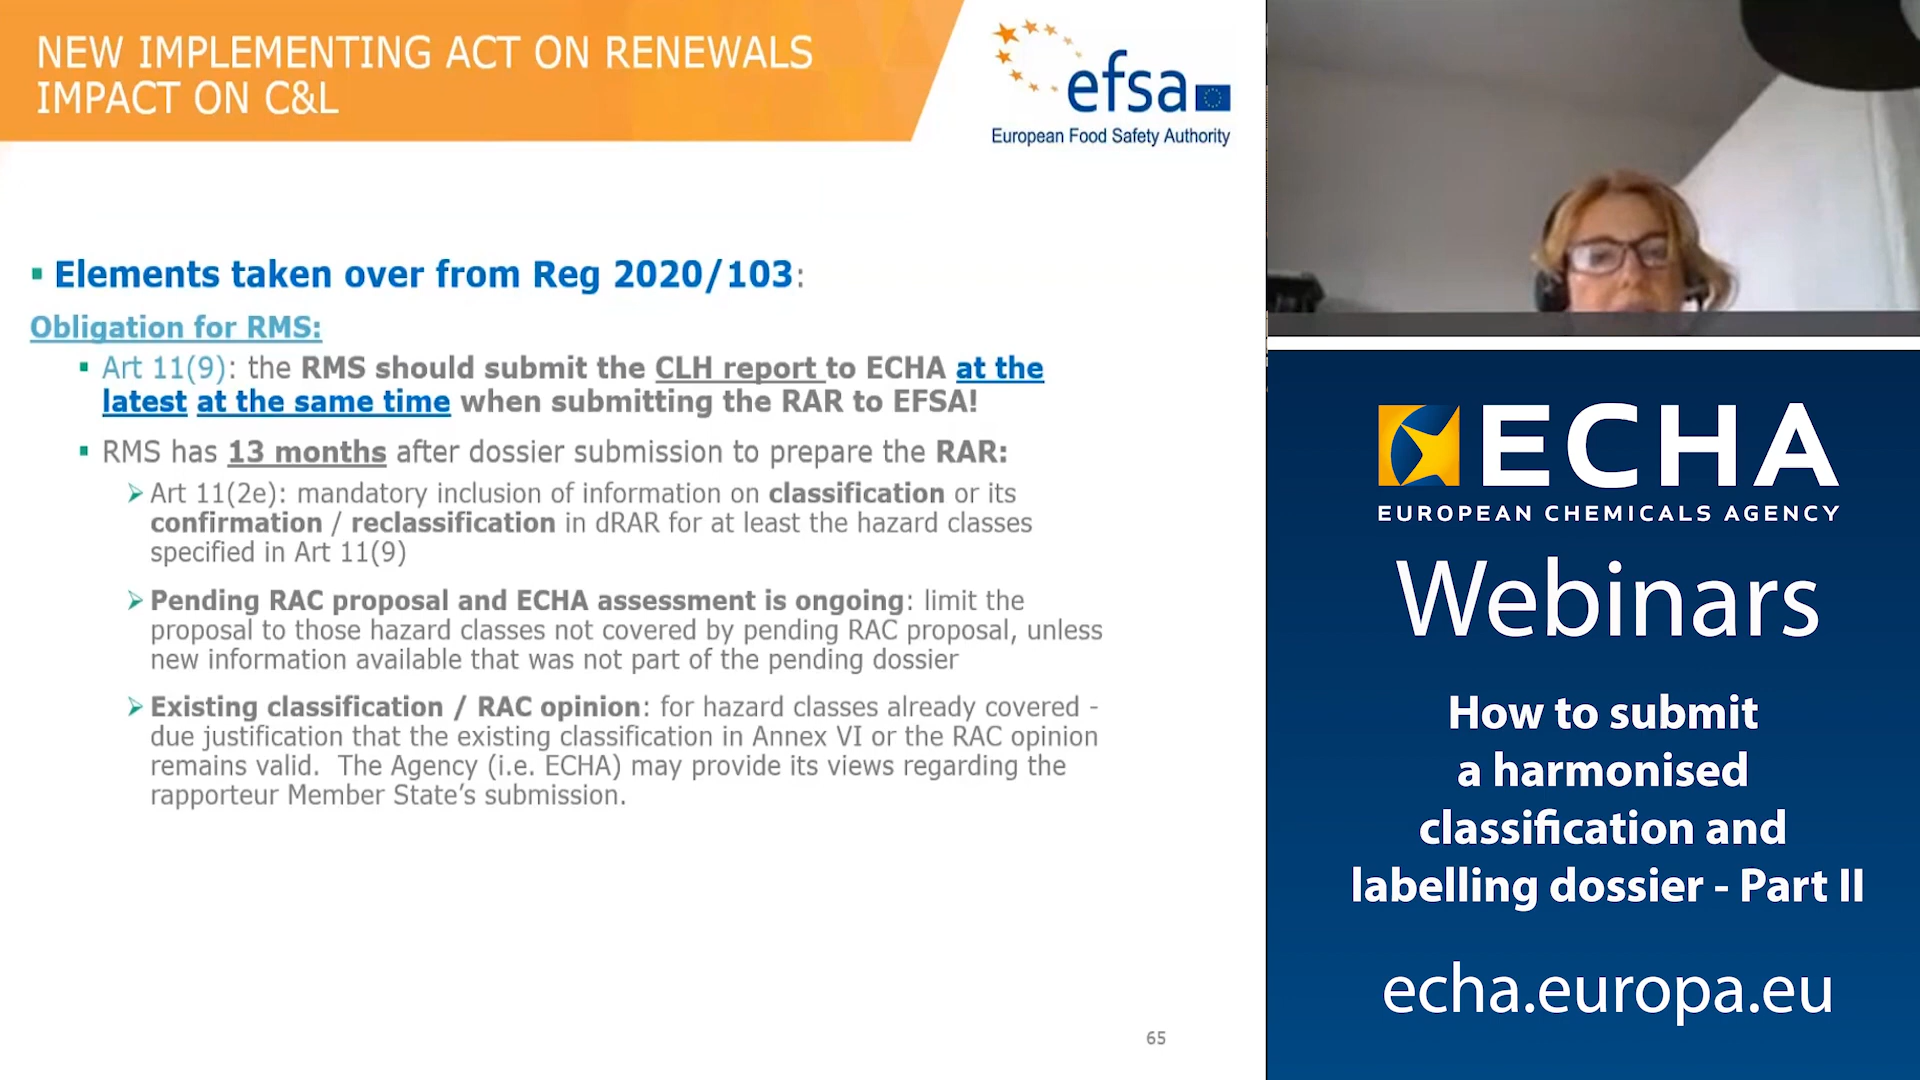 NEW IMPLEMENTING ACT ON RENEWALS
IMPACT ON C&L
efsa
European Food Safety Authority
▪ Elements taken over from Reg 2020/103:
Obligation for RMS:
▪ Art 11(9): the RMS should submit the CLH report to ECHA at the
latest at the same time when submitting the RAR to EFSA!
▪ RMS has 13 months after dossier submission to prepare the RAR:
➢ Art 11(2e): mandatory inclusion of information on classification or its
confirmation / reclassification in dRAR for at least the hazard classes
specified in Art 11(9)
➢ Pending RAC proposal and ECHA assessment is ongoing: limit the
proposal to those hazard classes not covered by pending RAC proposal, unless
new information available that was not part of the pending dossier
➢ Existing classification / RAC opinion: for hazard classes already covered -
due justification that the existing classification in Annex VI or the RAC opinion
remains valid.  The Agency (i.e. ECHA) may provide its views regarding the
rapporteur Member State's submission.
65
ECHA
EUROPEAN CHEMICALS AGENCY
Webinars
How to submit
a harmonised
classification and
labelling dossier - Part II
echa.europa.eu